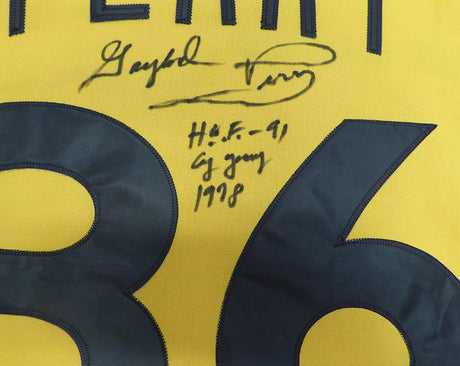 PERRY
Gaylord Perry
H.O.F. - 91
Cy Young
1978
36